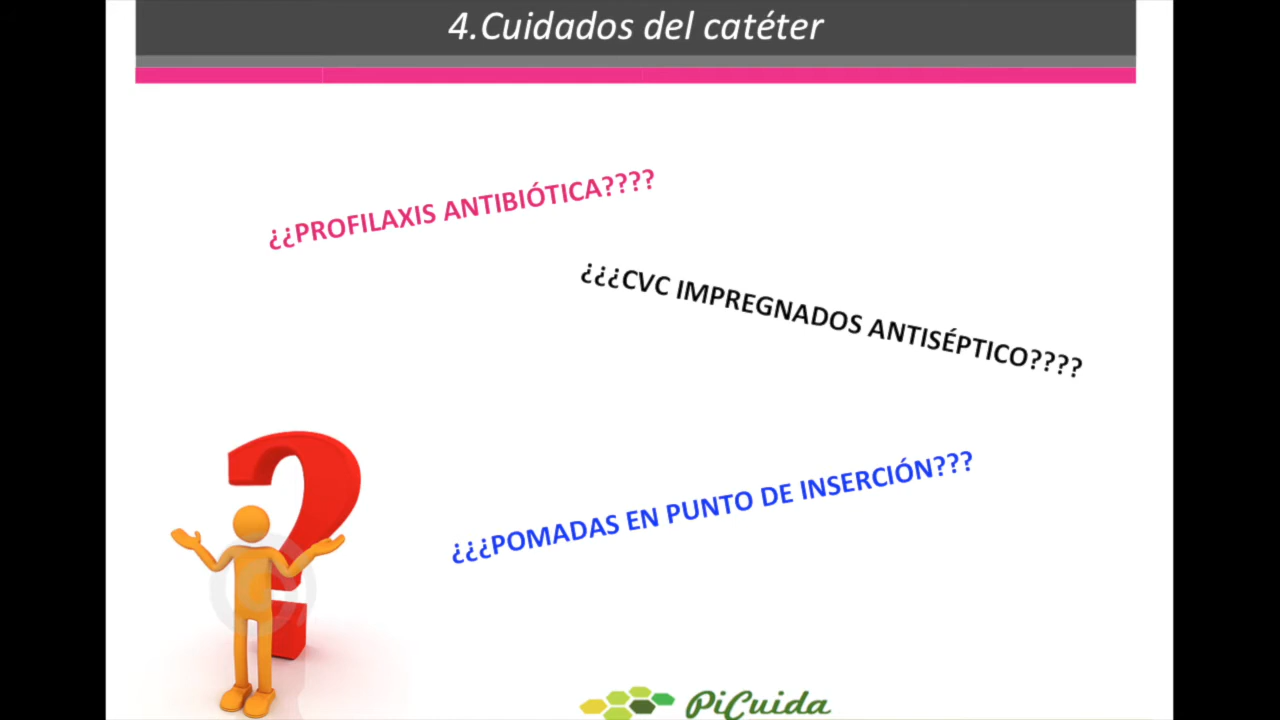 4.Cuidados del catéter
¿¿PROFILAXIS ANTIBIÓTICA????
¿¿¿CVC IMPREGNADOS ANTISÉPTICO????
¿¿¿POMADAS EN PUNTO DE INSERCIÓN???
PiCuida